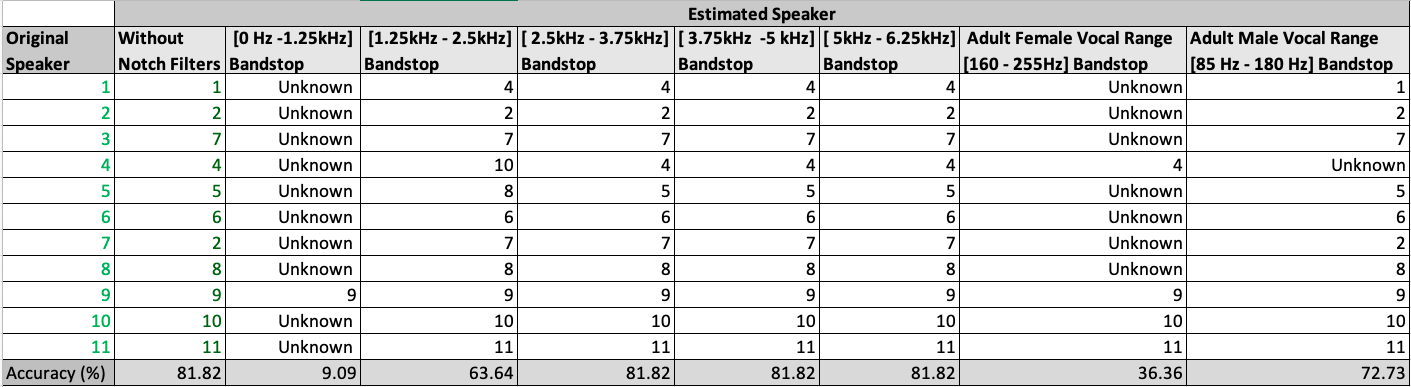 Estimated Speaker
Original Speaker | Without Notch Filters | [0 Hz -1.25kHz] Bandstop | [1.25kHz - 2.5kHz] Bandstop | [ 2.5kHz - 3.75kHz] Bandstop | [ 3.75kHz  -5 kHz] Bandstop | [ 5kHz - 6.25kHz] Bandstop | Adult Female Vocal Range [160 - 255Hz] Bandstop | Adult Male Vocal Range [85 Hz - 180 Hz] Bandstop
1 | 1 | Unknown | 4 | 4 | 4 | 4 | Unknown | 1
2 | 2 | Unknown | 2 | 2 | 2 | 2 | Unknown | 2
3 | 7 | Unknown | 7 | 7 | 7 | 7 | Unknown | 7
4 | 4 | Unknown | 10 | 4 | 4 | 4 | 4 | Unknown
5 | 5 | Unknown | 8 | 5 | 5 | 5 | Unknown | 5
6 | 6 | Unknown | 6 | 6 | 6 | 6 | Unknown | 6
7 | 2 | Unknown | 7 | 7 | 7 | 7 | Unknown | 2
8 | 8 | Unknown | 8 | 8 | 8 | 8 | Unknown | 8
9 | 9 | 9 | 9 | 9 | 9 | 9 | 9 | 9
10 | 10 | Unknown | 10 | 10 | 10 | 10 | 10 | 10
11 | 11 | Unknown | 11 | 11 | 11 | 11 | 11 | 11
Accuracy (%) | 81.82 | 9.09 | 63.64 | 81.82 | 81.82 | 81.82 | 36.36 | 72.73